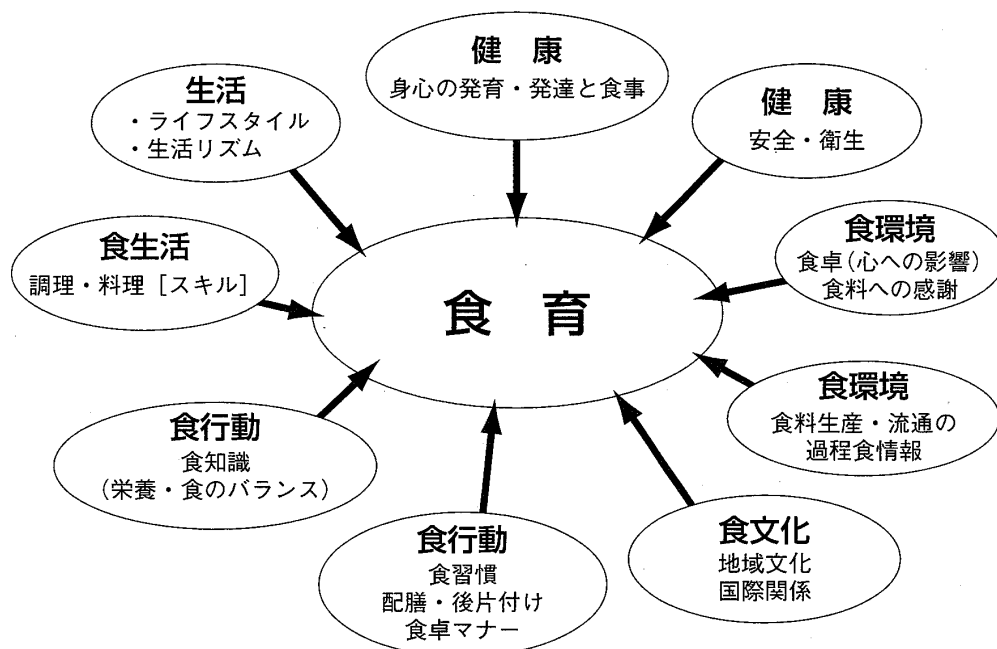 健　康
身心の発育・発達と食事
健　康
安全・衛生
食環境
食卓(心への影響)
食料への感謝
食環境
食料生産・流通の
過程食情報
食文化
地域文化
国際関係
食行動
食習慣
配膳・後片付け
食卓マナー
食行動
食知識
(栄養・食のバランス)
食生活
調理・料理［スキル］
生活
・ライフスタイル
・生活リズム
食　育